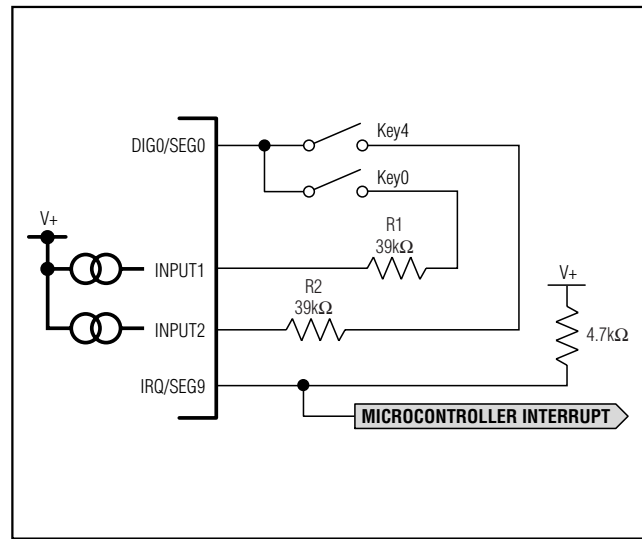 DIG0/SEG0
Key4
Key0
V+
R1
39kΩ
INPUT1
R2
39kΩ
V+
INPUT2
4.7kΩ
IRQ/SEG9
MICROCONTROLLER INTERRUPT